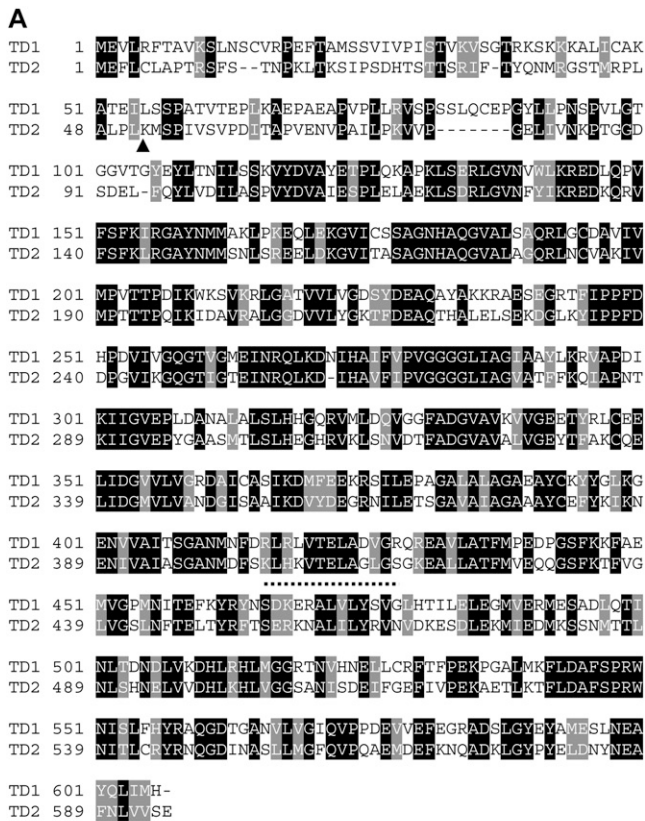 A
TD1 1 MEVLRFTAVKSLNSCVRPEFTAMSSVIVPISTVKVSGTRKSKKKALICAK
TD2 1 MEFLCLAPTRSFS--TNPKLTKSIPSDHTSTTSRIF-TYQNMRGSTMRPL
TD1 51 ATEILSSPATVTEPLKAEPAEAPVPLLRVSPSSLQCEPGYLLPNSPVLGT
TD2 48 ALPLKMSPIVSVPDITAPVENVPAILPKVVP-------GELIVNKPTGGD
TD1 101 GGVTGYEYLTNILSSKVYDVAYETPLQKAPKLSERLGVNVWLKREDLQPV
TD2 91 SDEL-FQYLVDILASPVYDVAIESPLELAEKLSDRLGVNFYIKREDKQRV
TD1 151 FSFKIRGAYNMMAKLPKEQLEKGVICSSAGNHAQGVALSAQRLGCDAVIV
TD2 140 FSFKLRGAYNMMSNLSREELDKGVITASAGNHAQGVALAGQRLNCVAKIV
TD1 201 MPVTTPDIKWKSVKRLGATVVLVGDSYDEAQAYAKKRAESEGRTFIPPFD
TD2 190 MPTTTPQIKIDAVRALGGDVVLYGKTFDEAQTHALELSEKDGLKYIPPFD
TD1 251 HPDVIVGQGTVGMEINRQLKDNIHAIFVPVGGGGLIAGIAAYLKRVAPDI
TD2 240 DPGVIKGQGTIGTEINRQLKD-IHAVFIPVGGGGLIAGVATFFKQIAPNT
TD1 301 KIIGVEPLDANALALSLHHGQRVMLDQVGGFADGVAVKVVGEETYRLCEE
TD2 289 KIIGVEPYGAASMTLSLHEGHRVKLSNVDTFADGVAVALVGEYTFAKCQE
TD1 351 LIDGVVLVGRDAICASIKDMFEEKRSILEPAGALALAGAEAYCKYYGLKG
TD2 339 LIDGMVLVANDGISAAIKDVYDEGRNILETSGAVAIAGAAAYCEFYKIKN
TD1 401 ENVVAITSGANMNFDRLRLVTELADVGRQREAVLATFMPEDPGSFKKFAE
TD2 389 ENIVAIASGANMDFSKLHKVTELAGLGSGKEALLATFMVEQQGSFKTFVG
TD1 451 MVGPMNITEFKYRYNSDKERALVLYSVGLHTILELEGMVERMESADLQTI
TD2 439 LVGSLNFTELTYRFTSERKNALILYRVNVDKESDLEKMIEDMKSSNMTTL
TD1 501 NLTDNDLVKDHLRHLMGGRTNVHNELLCRFTFPEKPGALMKFLDAFSPRW
TD2 489 NLSHNELVVDHLKHLVGGSANISDEIFGEFIVPEKAETLKTFLDAFSPRW
TD1 551 NISLFHYRAQGDTGANVLVGIQVPPDEVVEFEGRADSLGYEYAMESLNEA
TD2 539 NITLCRYRNQGDINASLLMGFQVPQAEMDEFKNQADKLGYPYELDNYNEA
TD1 601 YQLIMH-
TD2 589 FNLVVSE